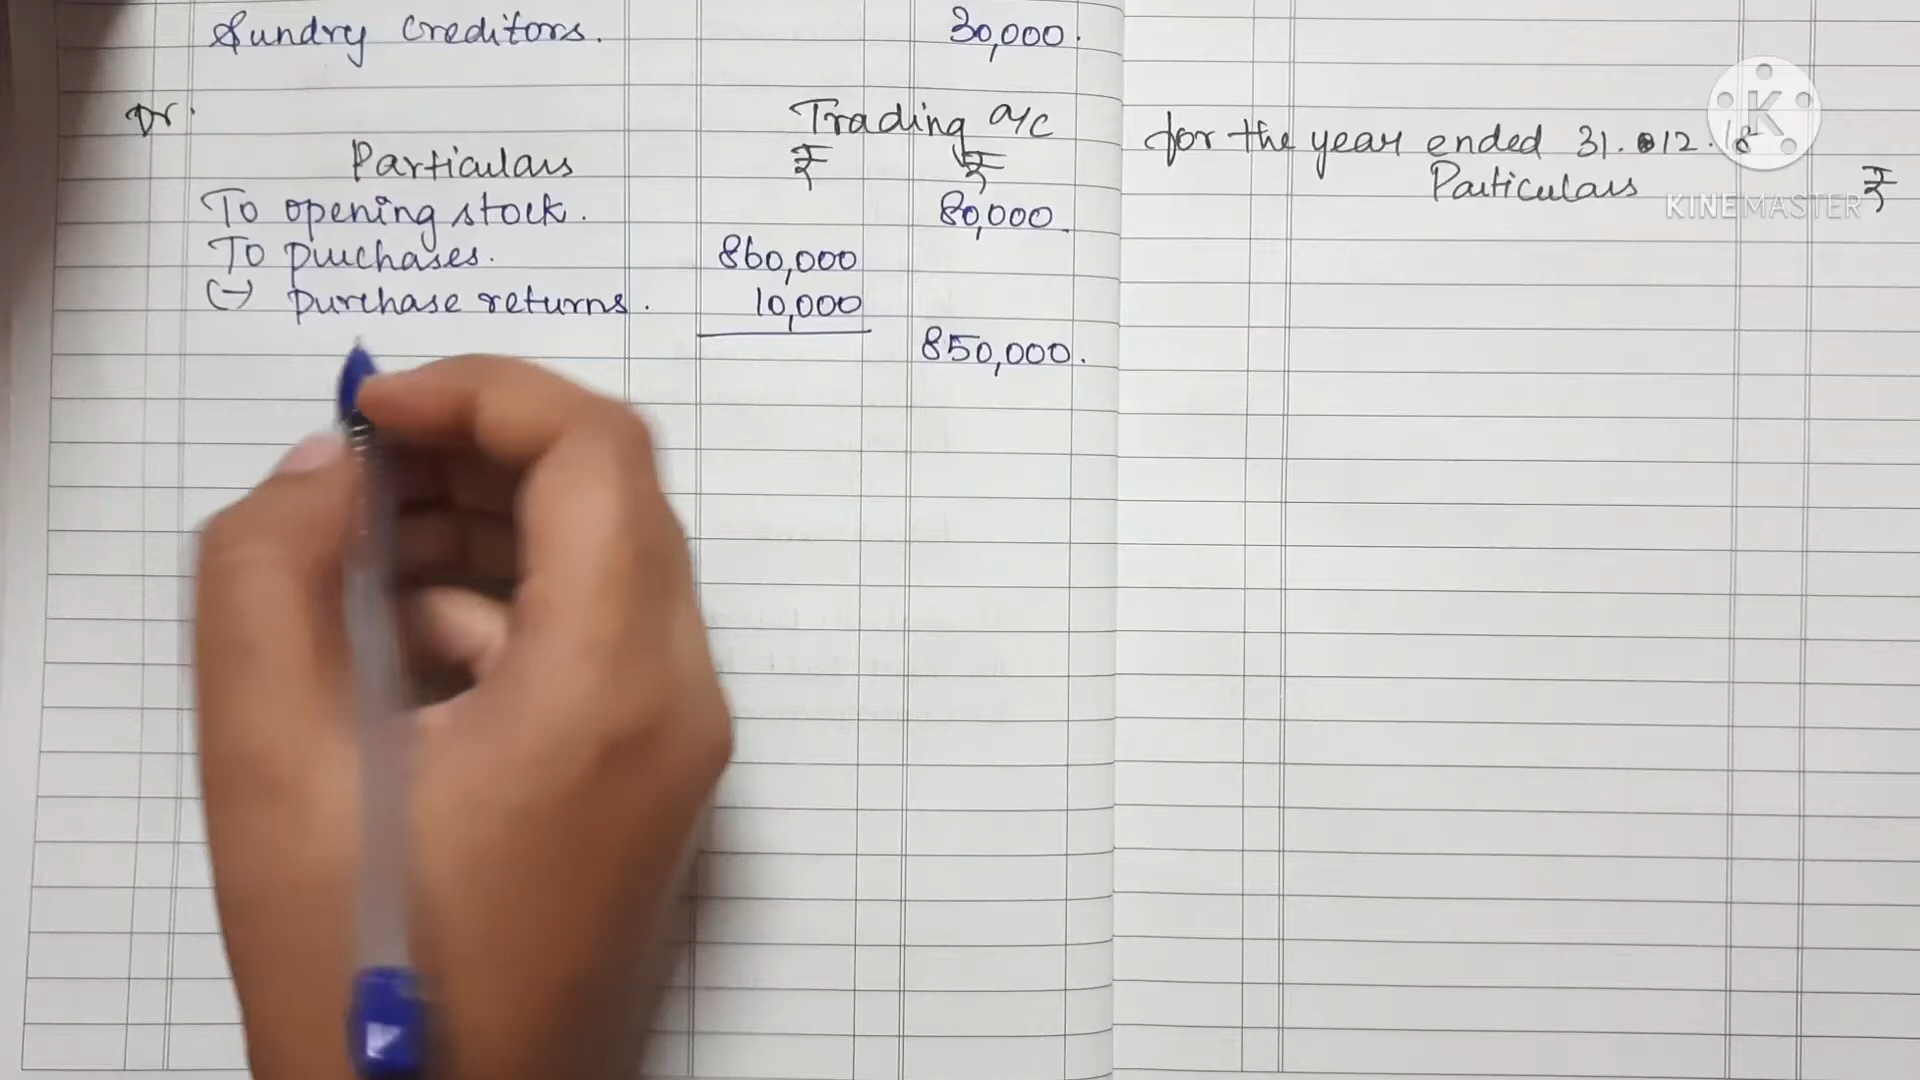 Sundry Creditors. 30,000.
Dr. Trading a/c for the year ended 31.12.18
Particulars ₹ ₹ Particulars ₹
To opening stock. 80,000.
To purchases. 860,000
(-) purchase returns. 10,000
850,000.
K
KINEMASTER